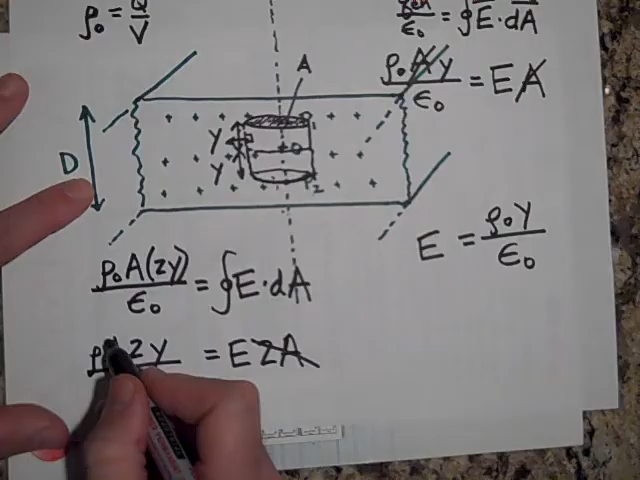 ρ₀ = Q/V
/ε₀ = ∮E·dA
A
ρ₀Ay/ε₀ = EA
Y
D
Y
E = ρ₀Y/ε₀
ρ₀A(2Y)/ε₀ = ∮E·dA
2Y = E2A